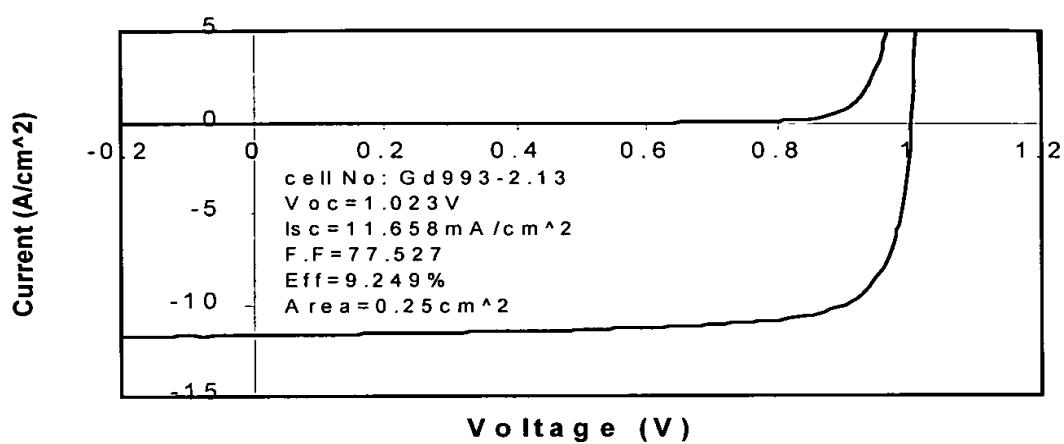 5
0
-0.2 0 0.2 0.4 0.6 0.8 1 1.2
cell No: Gd993-2.13
Voc=1.023V
Isc=11.658mA/cm^2
F.F=77.527
Eff=9.249%
Area=0.25cm^2
-5
-10
-15
Current (A/cm^2)
Voltage (V)